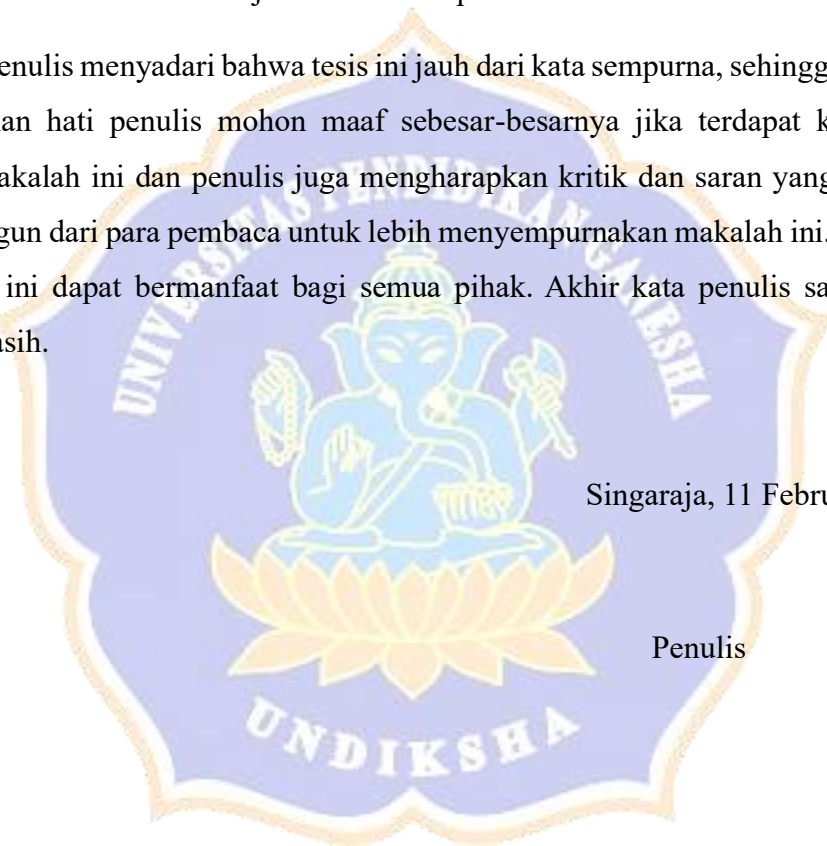 enulis menyadari bahwa tesis ini jauh dari kata sempurna, sehingg
an hati penulis mohon maaf sebesar-besarnya jika terdapat k
akalah ini dan penulis juga mengharapkan kritik dan saran yang
gun dari para pembaca untuk lebih menyempurnakan makalah ini.
ini dapat bermanfaat bagi semua pihak. Akhir kata penulis sa
asih.
UNIVERSITAS PENDIDIKAN GANESHA
Singaraja, 11 Febru
Penulis
UNDIKSHA